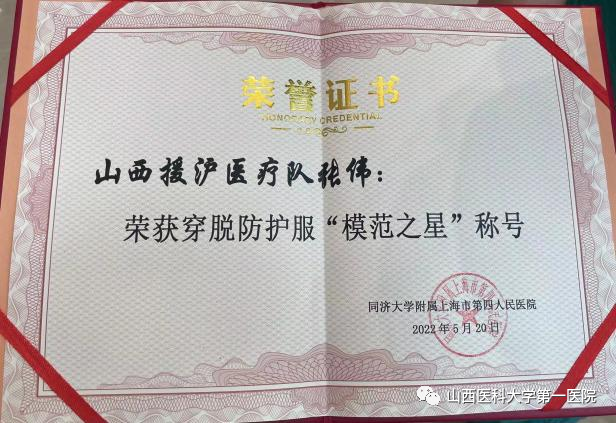 荣誉证书
HONORARY CREDENTIAL
山西援沪医疗队张伟：
荣获穿脱防护服“模范之星”称号
同济大学附属上海市第四人民医院
2022年5月20日
山西医科大学第一医院